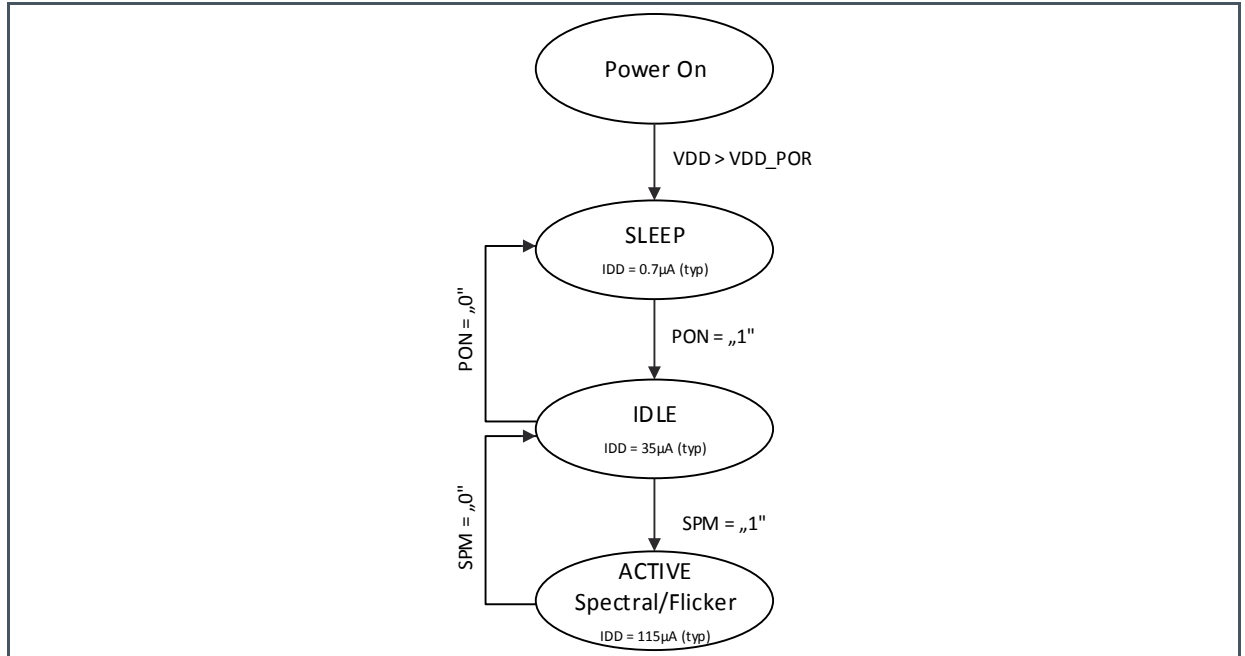 Power On
VDD > VDD_POR
SLEEP
IDD = 0.7µA (typ)
PON = „0"
PON = „1"
IDLE
IDD = 35µA (typ)
SPM = „0"
SPM = „1"
ACTIVE
Spectral/Flicker
IDD = 115µA (typ)